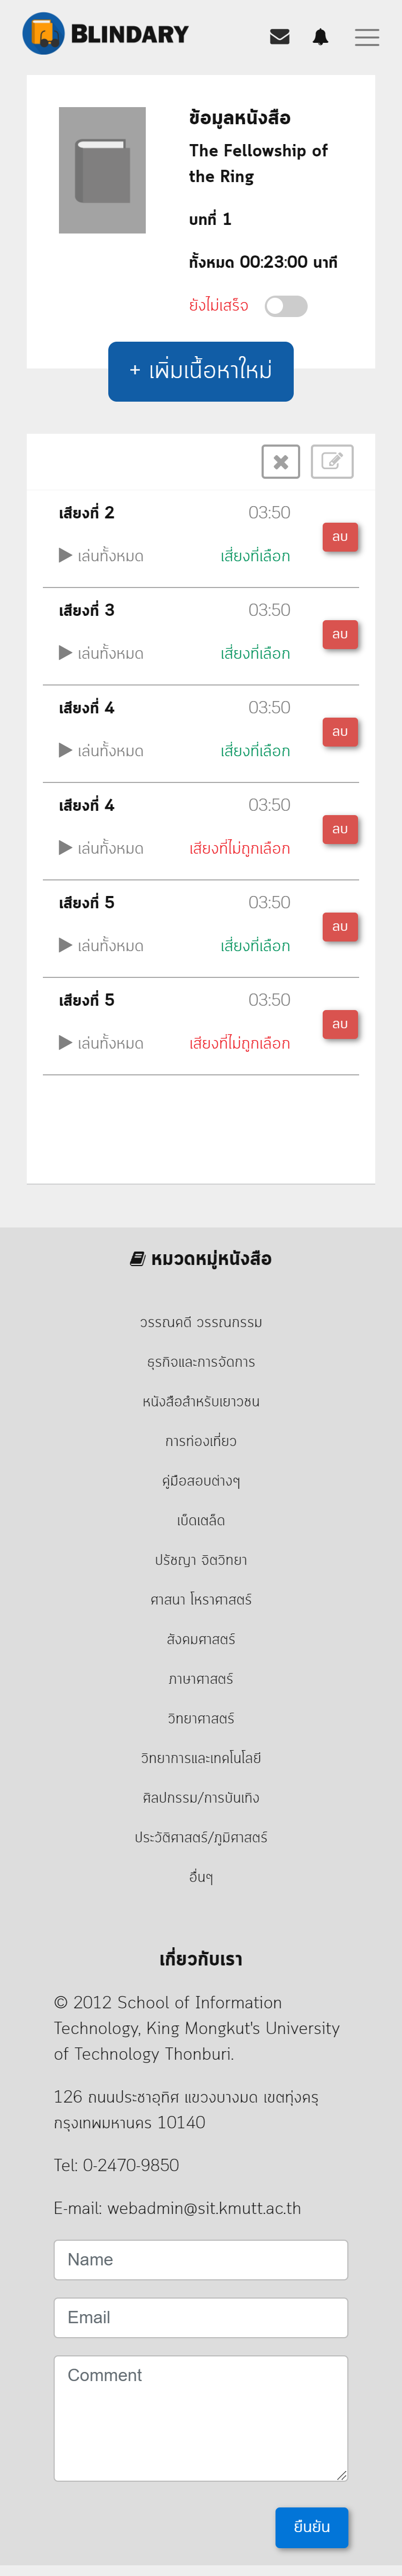 BLINDARY
ข้อมูลหนังสือ
The Fellowship of
the Ring
บทที่ 1
ทั้งหมด 00:23:00 นาที
ยังไม่เสร็จ
+ เพิ่มเนื้อหาใหม่
เสียงที่ 2 03:50
ลบ
เล่นทั้งหมด เสี่ยงที่เลือก
เสียงที่ 3 03:50
ลบ
เล่นทั้งหมด เสี่ยงที่เลือก
เสียงที่ 4 03:50
ลบ
เล่นทั้งหมด เสี่ยงที่เลือก
เสียงที่ 4 03:50
ลบ
เล่นทั้งหมด เสียงที่ไม่ถูกเลือก
เสียงที่ 5 03:50
ลบ
เล่นทั้งหมด เสี่ยงที่เลือก
เสียงที่ 5 03:50
ลบ
เล่นทั้งหมด เสียงที่ไม่ถูกเลือก
หมวดหมู่หนังสือ
วรรณคดี วรรณกรรม
ธุรกิจและการจัดการ
หนังสือสำหรับเยาวชน
การท่องเที่ยว
คู่มือสอบต่างๆ
เบ็ดเตล็ด
ปรัชญา จิตวิทยา
ศาสนา โหราศาสตร์
สังคมศาสตร์
ภาษาศาสตร์
วิทยาศาสตร์
วิทยาการและเทคโนโลยี
ศิลปกรรม/การบันเทิง
ประวัติศาสตร์/ภูมิศาสตร์
อื่นๆ
เกี่ยวกับเรา
© 2012 School of Information
Technology, King Mongkut's University
of Technology Thonburi.
126 ถนนประชาอุทิศ แขวงบางมด เขตทุ่งครุ
กรุงเทพมหานคร 10140
Tel: 0-2470-9850
E-mail: webadmin@sit.kmutt.ac.th
Name
Email
Comment
ยืนยัน